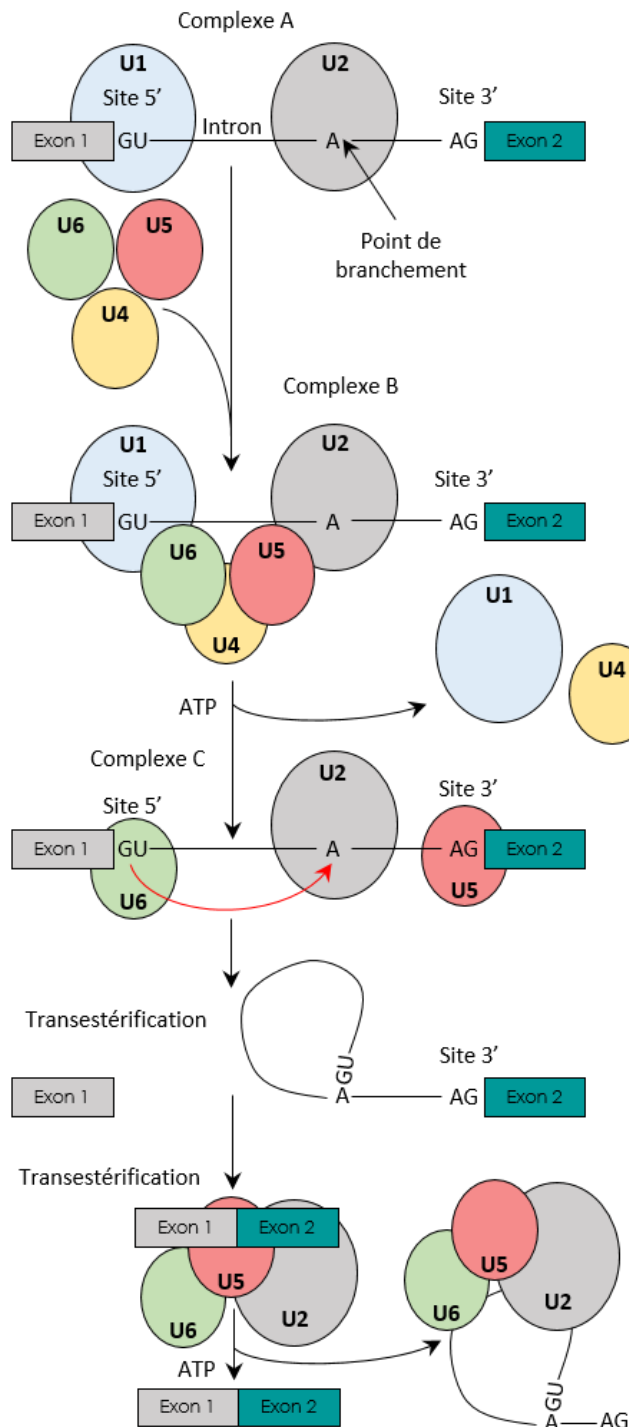 Complexe A
U1
U2
Site 5’
Site 3’
Exon 1
GU
Intron
A
AG
Exon 2
U6
U5
Point de
branchement
U4
Complexe B
U1
U2
Site 5’
Site 3’
Exon 1
GU
A
AG
Exon 2
U6
U5
U4
U1
U4
ATP
Complexe C
U2
Site 5’
Site 3’
Exon 1
GU
A
AG
Exon 2
U6
U5
Transestérification
GU
Site 3’
Exon 1
A
AG
Exon 2
Transestérification
Exon 1
Exon 2
U5
U6
U2
U5
U6
U2
ATP
GU
Exon 1
Exon 2
A
AG